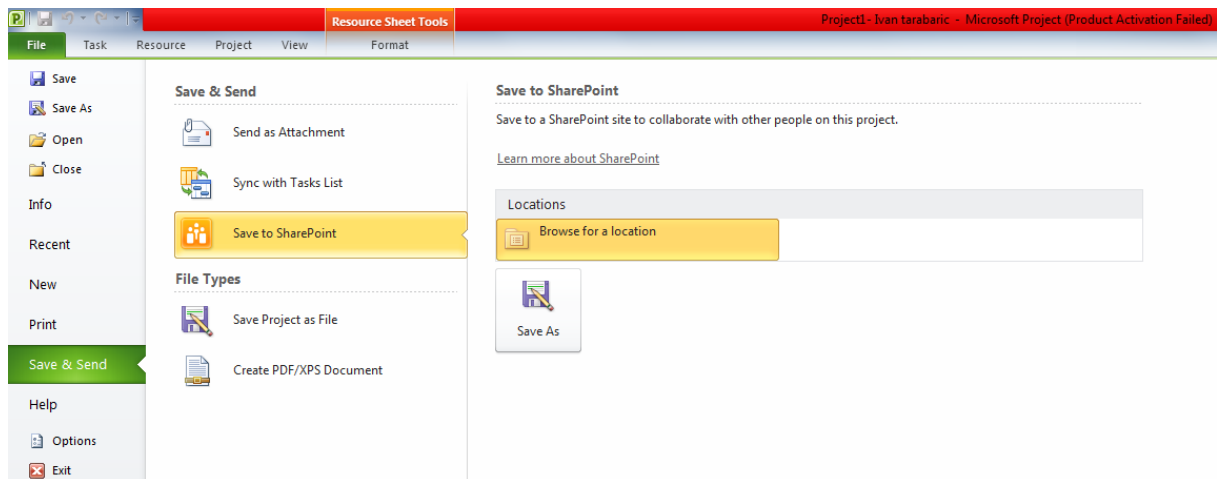 Resource Sheet Tools
Project1- Ivan tarabaric - Microsoft Project (Product Activation Failed)
File Task Resource Project View Format
Save
Save As
Open
Close
Info
Recent
New
Print
Save & Send
Help
Options
Exit
Save & Send
Send as Attachment
Sync with Tasks List
Save to SharePoint
File Types
Save Project as File
Create PDF/XPS Document
Save to SharePoint
Save to a SharePoint site to collaborate with other people on this project.
Learn more about SharePoint
Locations
Browse for a location
Save As